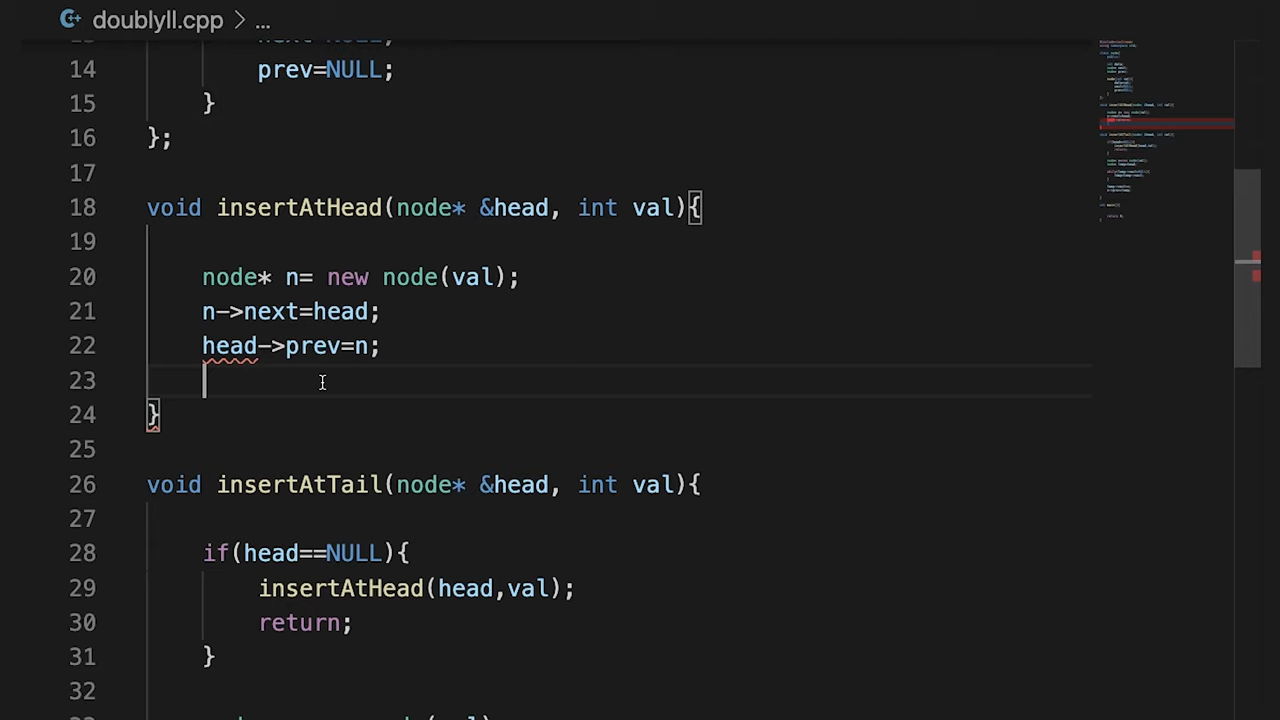 doublyll.cpp > ...
14 prev=NULL;
15 }
16 };
17
18 void insertAtHead(node* &head, int val){
19
20 node* n= new node(val);
21 n->next=head;
22 head->prev=n;
23
24 }
25
26 void insertAtTail(node* &head, int val){
27
28 if(head==NULL){
29 insertAtHead(head,val);
30 return;
31 }
32